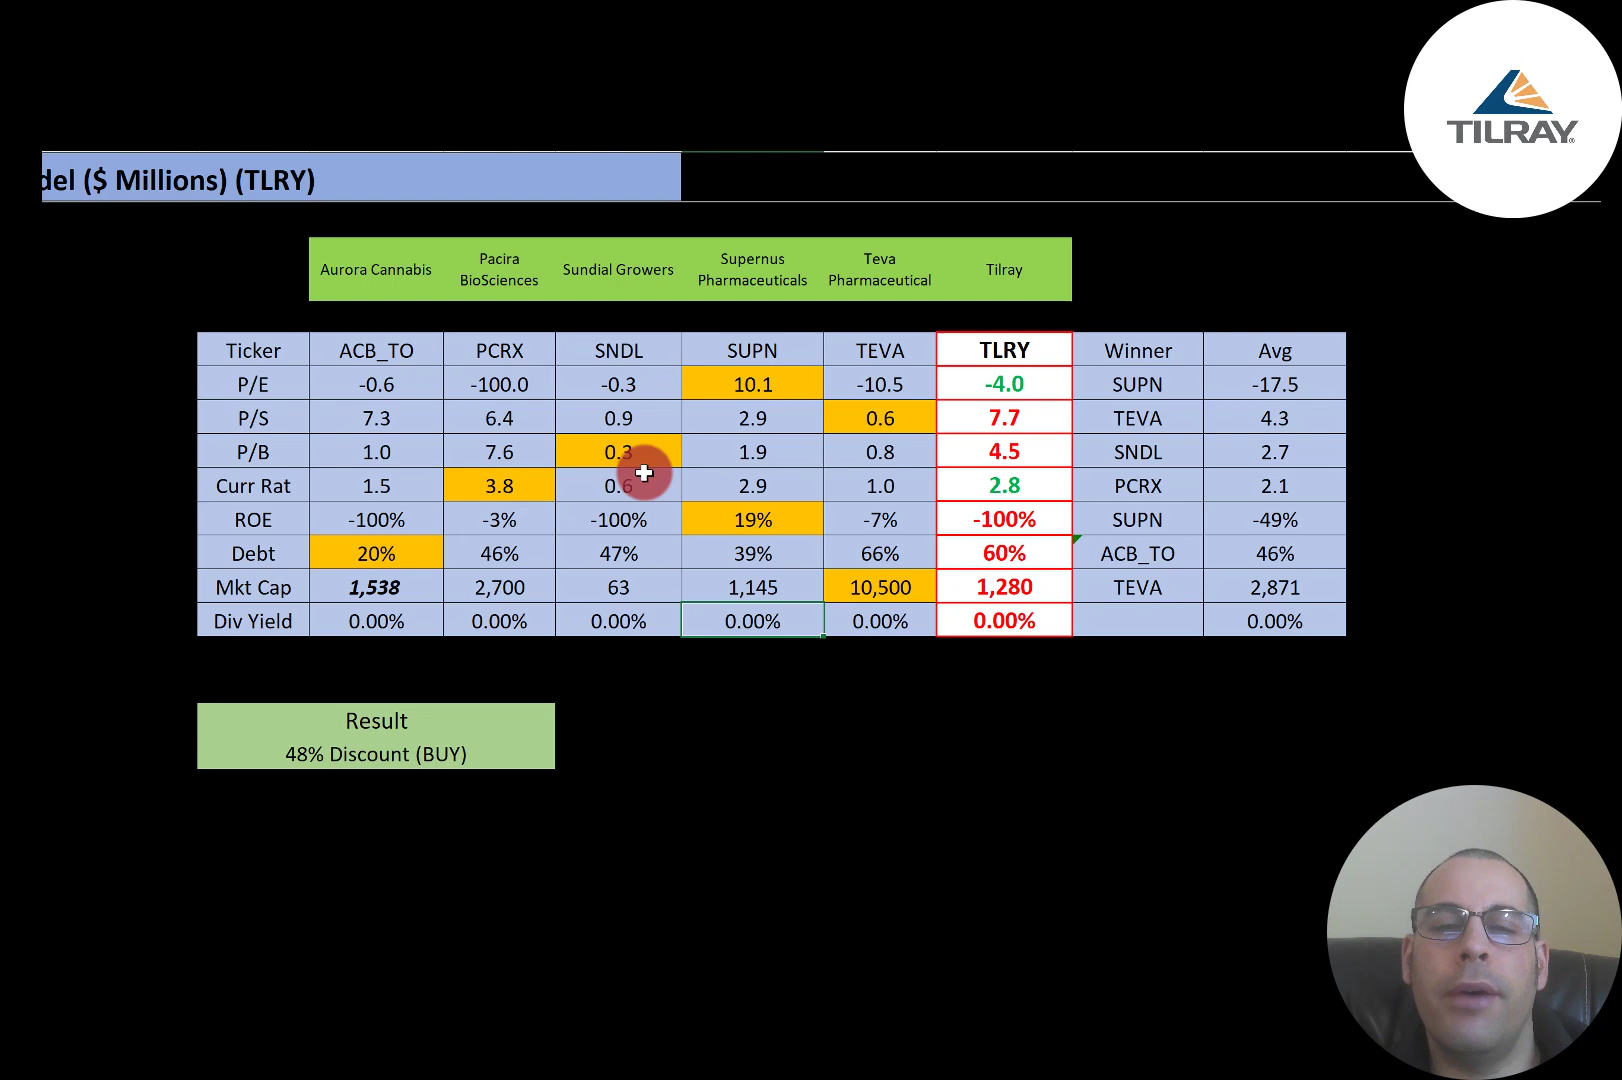 TILRAY®
del ($ Millions) (TLRY)
Aurora Cannabis
Pacira
BioSciences
Sundial Growers
Supernus
Pharmaceuticals
Teva
Pharmaceutical
Tilray
Ticker ACB_TO PCRX SNDL SUPN TEVA TLRY Winner Avg
P/E -0.6 -100.0 -0.3 10.1 -10.5 -4.0 SUPN -17.5
P/S 7.3 6.4 0.9 2.9 0.6 7.7 TEVA 4.3
P/B 1.0 7.6 0.3 1.9 0.8 4.5 SNDL 2.7
Curr Rat 1.5 3.8 0.6 2.9 1.0 2.8 PCRX 2.1
ROE -100% -3% -100% 19% -7% -100% SUPN -49%
Debt 20% 46% 47% 39% 66% 60% ACB_TO 46%
Mkt Cap 1,538 2,700 63 1,145 10,500 1,280 TEVA 2,871
Div Yield 0.00% 0.00% 0.00% 0.00% 0.00% 0.00% 0.00%
Result
48% Discount (BUY)